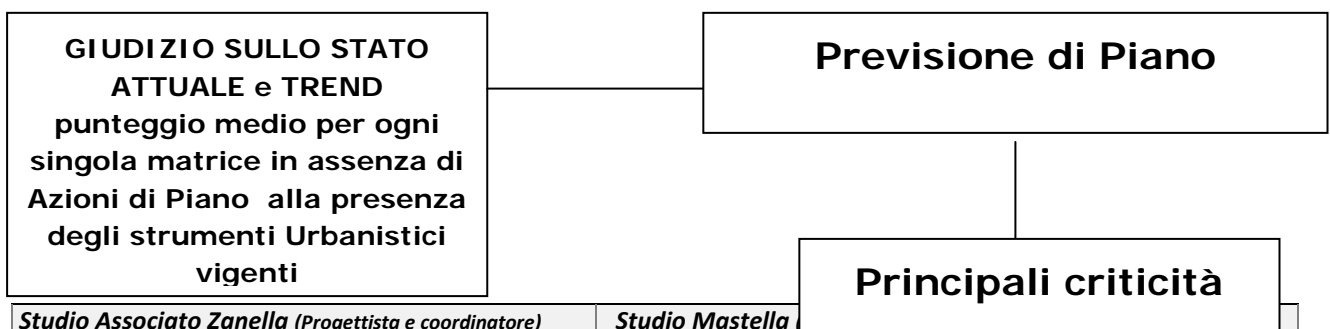 GIUDIZIO SULLO STATO
ATTUALE e TREND
punteggio medio per ogni
singola matrice in assenza di
Azioni di Piano alla presenza
degli strumenti Urbanistici
vigenti
Previsione di Piano
Principali criticità
Studio Associato Zanella (Progettista e coordinatore)
Studio Mastella (